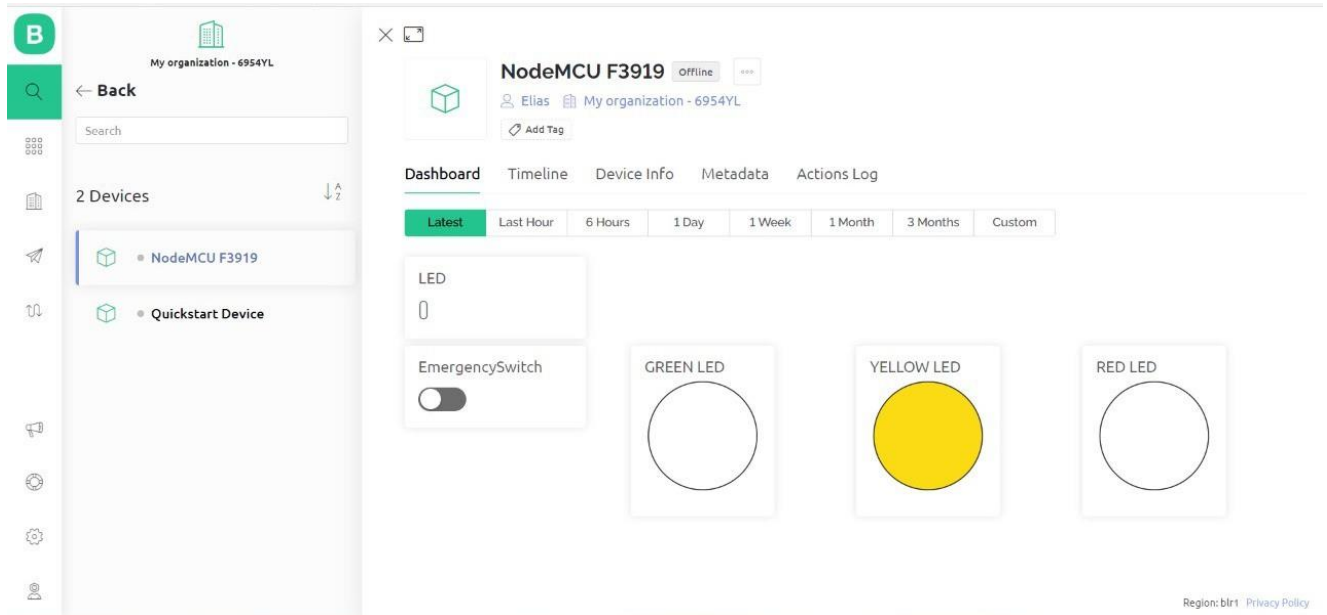 B
My organization - 6954YL
← Back
Search
2 Devices
A
Z
NodeMCU F3919
Quickstart Device
NodeMCU F3919 Offline
Elias My organization - 6954YL
Add Tag
Dashboard Timeline Device Info Metadata Actions Log
Latest Last Hour 6 Hours 1 Day 1 Week 1 Month 3 Months Custom
LED
0
EmergencySwitch
GREEN LED
YELLOW LED
RED LED
Region: blr1 Privacy Policy